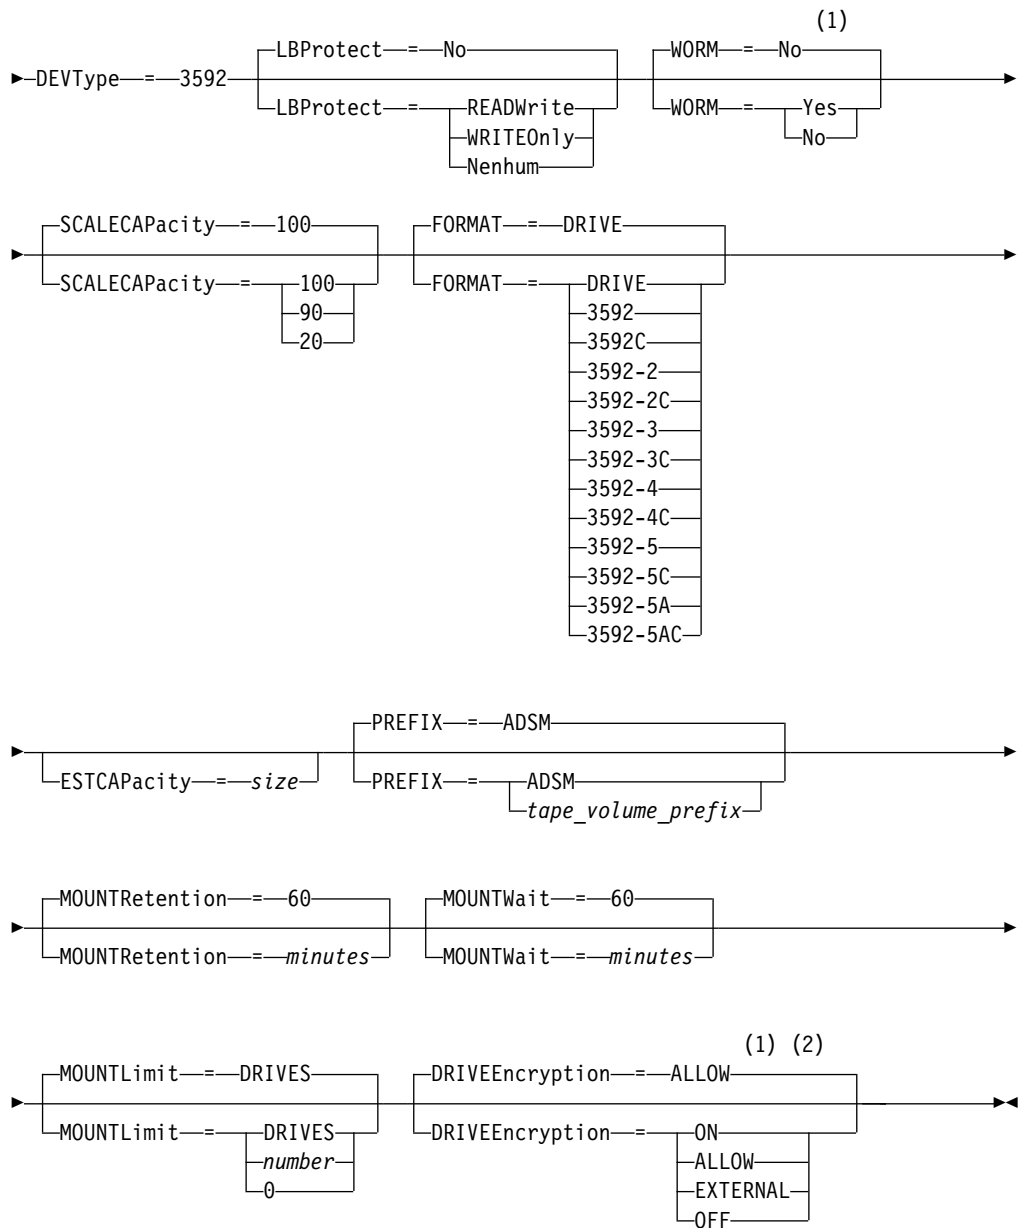 (1)
LBProtect = No WORM = No
DEVType = 3592
LBProtect = READWrite WORM = Yes
WRITEOnly No
Nenhum
SCALECAPacity = 100 FORMAT = DRIVE
SCALECAPacity = 100 FORMAT = DRIVE
90 3592
20 3592C
3592-2
3592-2C
3592-3
3592-3C
3592-4
3592-4C
3592-5
3592-5C
3592-5A
3592-5AC
PREFIX = ADSM
ESTCAPacity = size PREFIX = ADSM
tape_volume_prefix
MOUNTRetention = 60 MOUNTWait = 60
MOUNTRetention = minutes MOUNTWait = minutes
(1) (2)
MOUNTLimit = DRIVES DRIVEEncryption = ALLOW
MOUNTLimit = DRIVES DRIVEEncryption = ON
number ALLOW
0 EXTERNAL
OFF